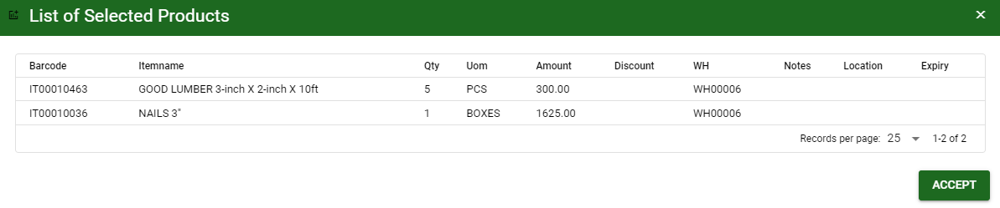 List of Selected Products
Barcode Itemname Qty Uom Amount Discount WH Notes Location Expiry
IT00010463 GOOD LUMBER 3-inch X 2-inch X 10ft 5 PCS 300.00 WH00006
IT00010036 NAILS 3" 1 BOXES 1625.00 WH00006
Records per page: 25 1-2 of 2
ACCEPT